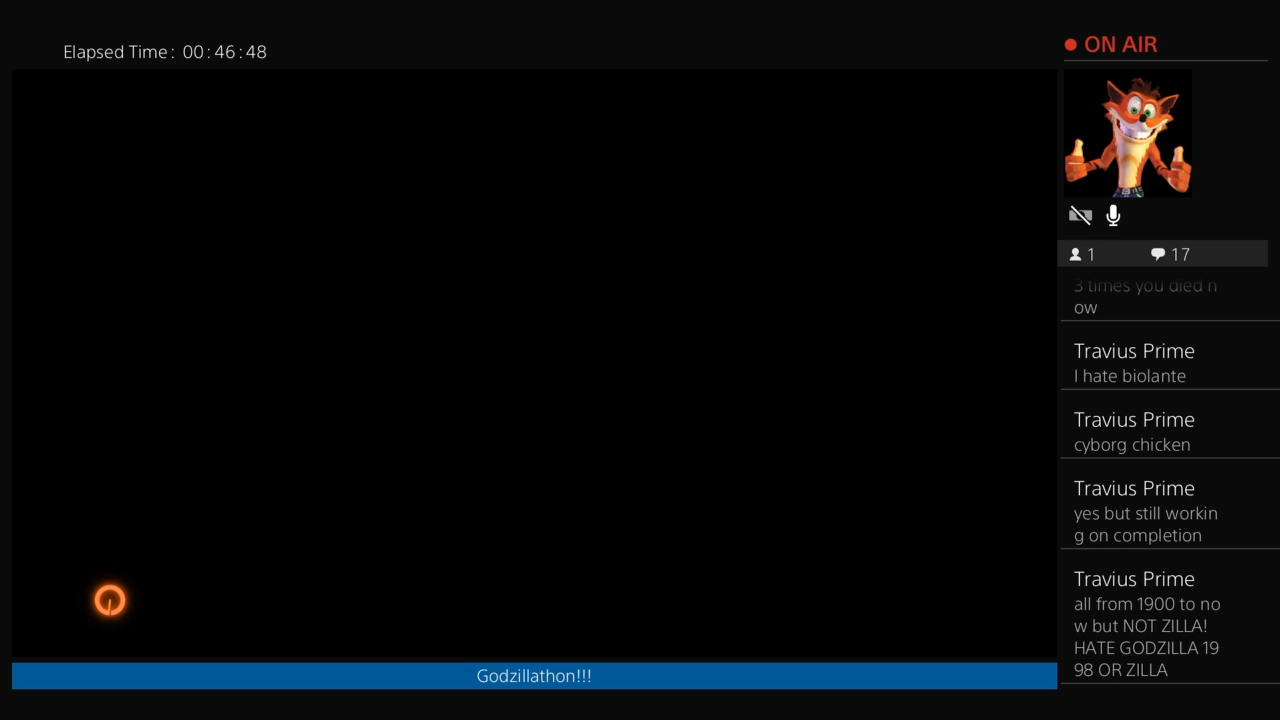 Elapsed Time: 00:46:48
ON AIR
1 17
3 times you died n
ow
Travius Prime
I hate biolante
Travius Prime
cyborg chicken
Travius Prime
yes but still workin
g on completion
Travius Prime
all from 1900 to no
w but NOT ZILLA!
HATE GODZILLA 19
98 OR ZILLA
Godzillathon!!!